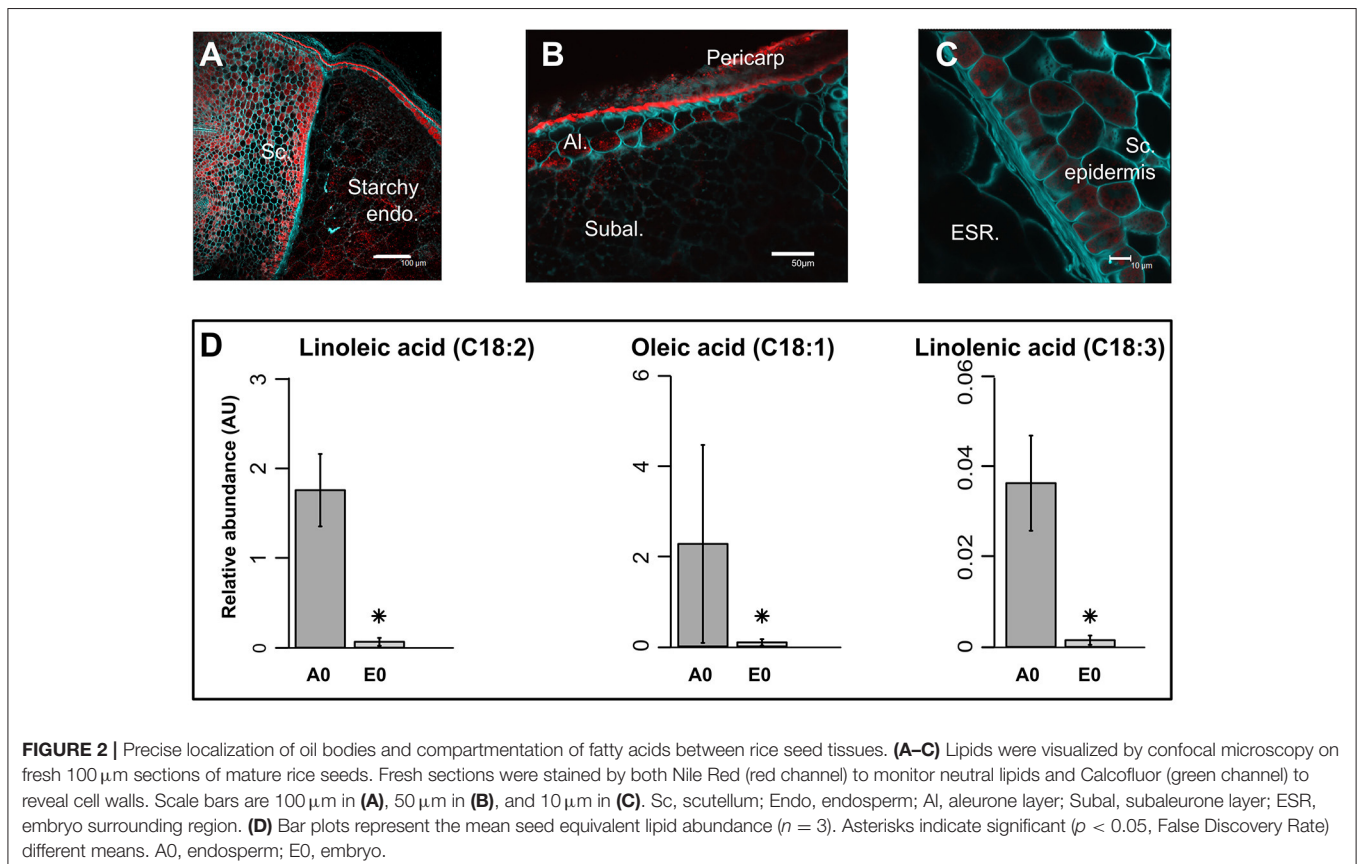 A
Sc.
Starchy
endo.
100 µm
B
Pericarp
Al.
Subal.
50µm
C
Sc.
epidermis
ESR.
10 µm
D
Linoleic acid (C18:2)
Relative abundance (AU)
3
2
1
0
A0 E0
*
Oleic acid (C18:1)
6
4
2
0
A0 E0
*
Linolenic acid (C18:3)
0.06
0.04
0.02
0
A0 E0
*
FIGURE 2 | Precise localization of oil bodies and compartmentation of fatty acids between rice seed tissues. (A–C) Lipids were visualized by confocal microscopy on
fresh 100 µm sections of mature rice seeds. Fresh sections were stained by both Nile Red (red channel) to monitor neutral lipids and Calcofluor (green channel) to
reveal cell walls. Scale bars are 100 µm in (A), 50 µm in (B), and 10 µm in (C). Sc, scutellum; Endo, endosperm; Al, aleurone layer; Subal, subaleurone layer; ESR,
embryo surrounding region. (D) Bar plots represent the mean seed equivalent lipid abundance (n = 3). Asterisks indicate significant (p < 0.05, False Discovery Rate)
different means. A0, endosperm; E0, embryo.